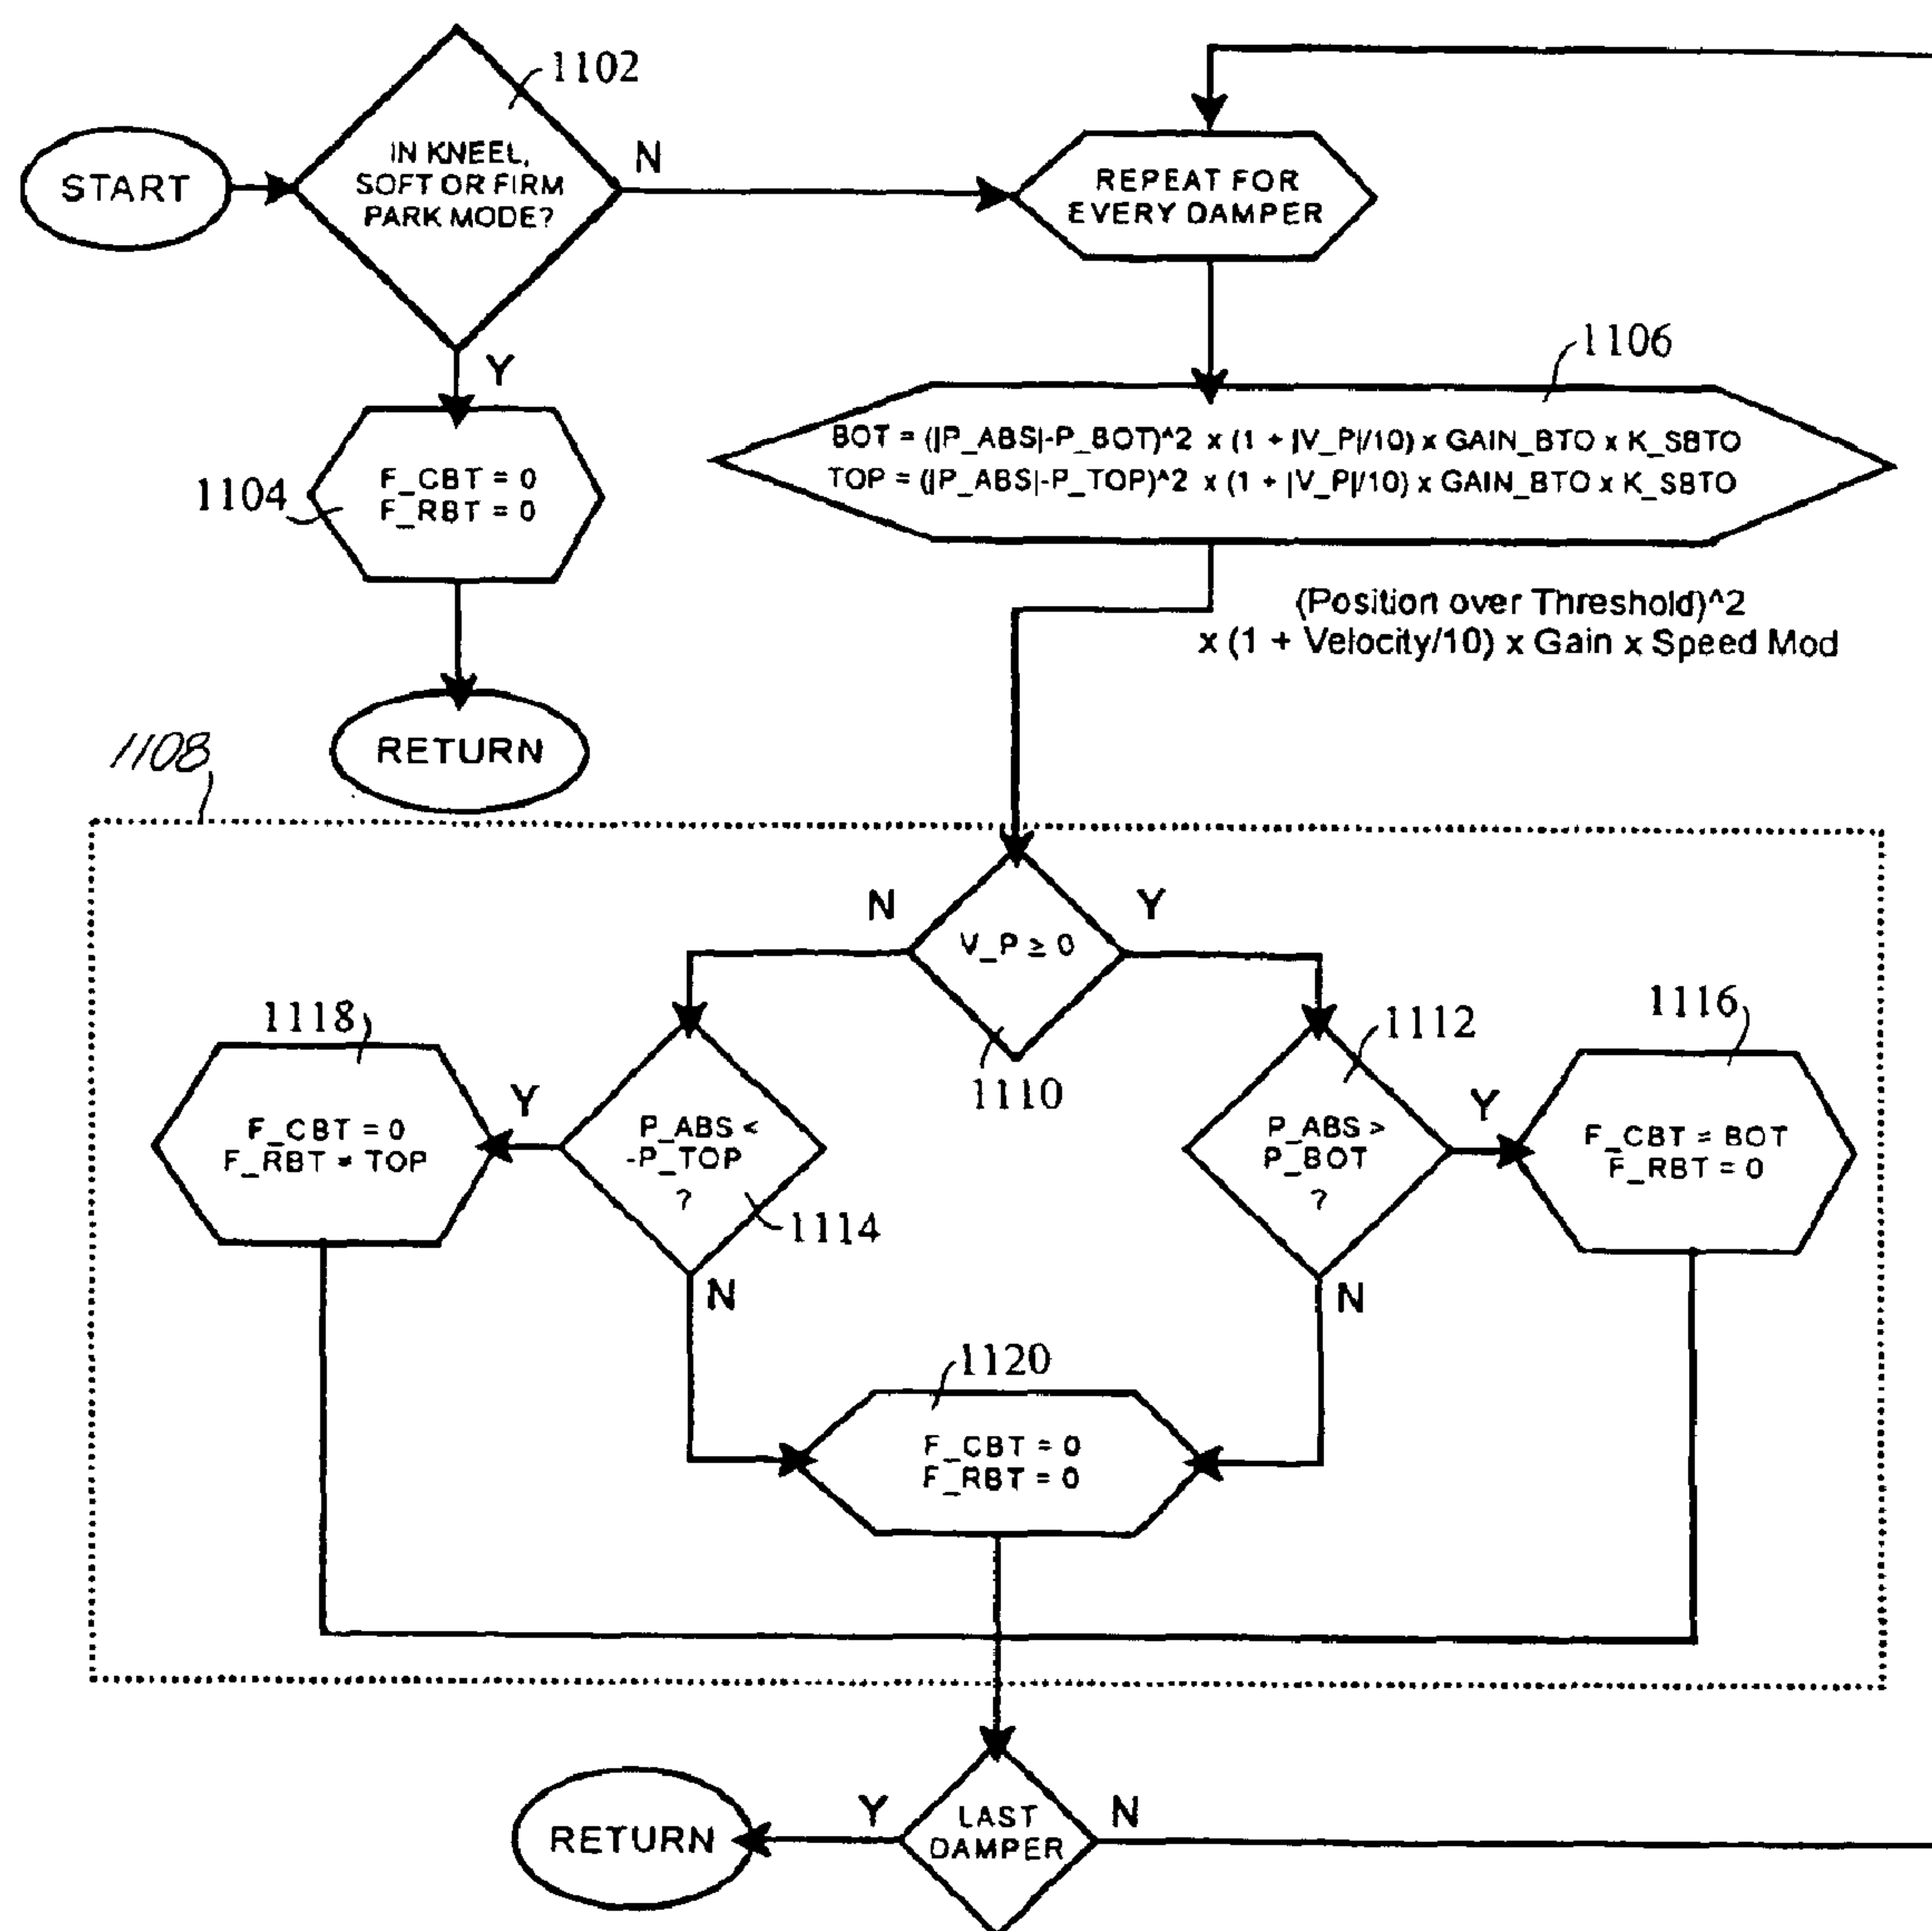 1102
START
IN KNEEL,
SOFT OR FIRM
PARK MODE?
N
REPEAT FOR
EVERY DAMPER
Y
1106
BOT = (|P_ABS|-P_BOT)^2 x (1 + |V_P|/10) x GAIN_BTO x K_SBTO
TOP = (|P_ABS|-P_TOP)^2 x (1 + |V_P|/10) x GAIN_BTO x K_SBTO
1104
F_CBT = 0
F_RBT = 0
(Position over Threshold)^2
x (1 + Velocity/10) x Gain x Speed Mod
RETURN
1108
N
Y
V_P ≥ 0
1110
1118
F_CBT = 0
F_RBT = TOP
Y
P_ABS <
-P_TOP
?
1114
N
1112
P_ABS >
P_BOT
?
Y
N
1116
F_CBT = BOT
F_RBT = 0
1120
F_CBT = 0
F_RBT = 0
RETURN
Y
LAST
DAMPER
N